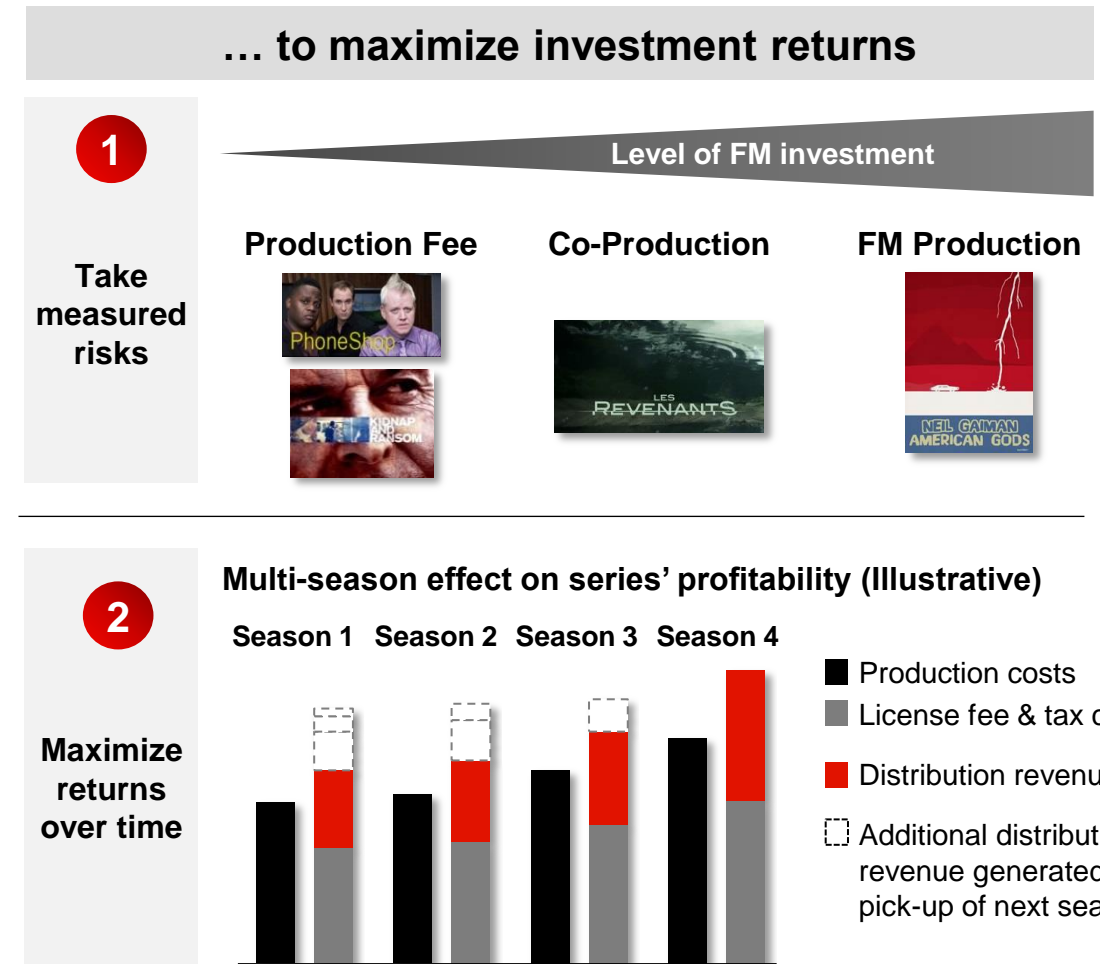 … to maximize investment returns
1
Level of FM investment
Take
measured
risks
Production Fee
Co-Production
FM Production
PhoneShop
KIDNAP
AND
RANSOM
LES
REVENANTS
NEIL GAIMAN
AMERICAN GODS
2
Maximize
returns
over time
Multi-season effect on series’ profitability (Illustrative)
Season 1 Season 2 Season 3 Season 4
Production costs
License fee & tax
Distribution
Additional
revenue generated
pick-up of next